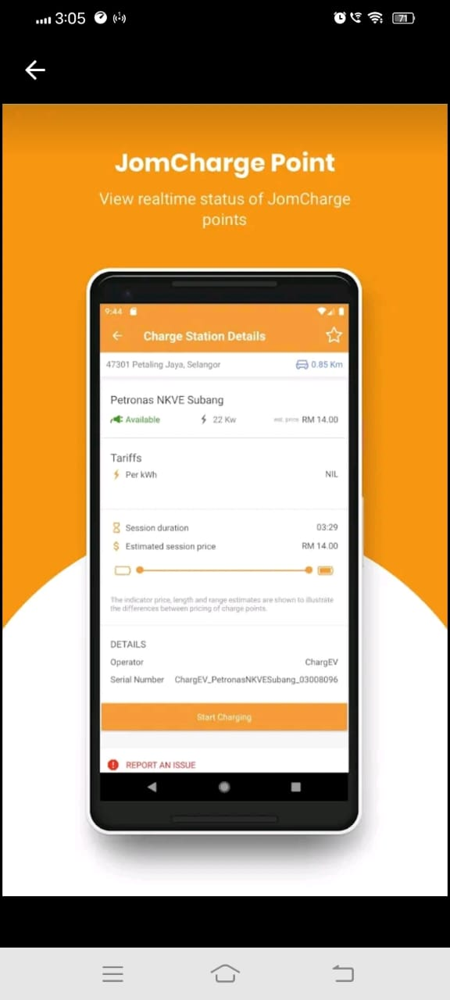 3:05
71
JomCharge Point
View realtime status of JomCharge
points
9:44
Charge Station Details
47301 Petaling Jaya, Selangor
0.85 Km
Petronas NKVE Subang
Available
22 Kw
est. price RM 14.00
Tariffs
Per kWh
NIL
Session duration
03:29
$ Estimated session price
RM 14.00
The indicator price, length and range estimates are shown to illustrate
the differences between pricing of charge points.
DETAILS
Operator
ChargEV
Serial Number
ChargEV_PetronasNKVESubang_03008096
Start Charging
! REPORT AN ISSUE